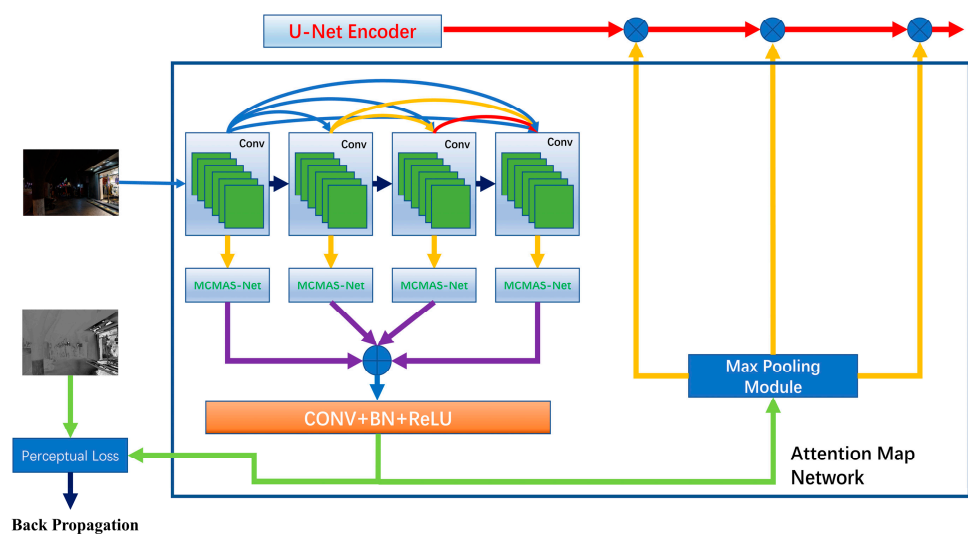 U-Net Encoder
Conv
Conv
Conv
Conv
MCMAS-Net
MCMAS-Net
MCMAS-Net
MCMAS-Net
Max Pooling
Module
CONV+BN+ReLU
Perceptual Loss
Attention Map
Network
Back Propagation